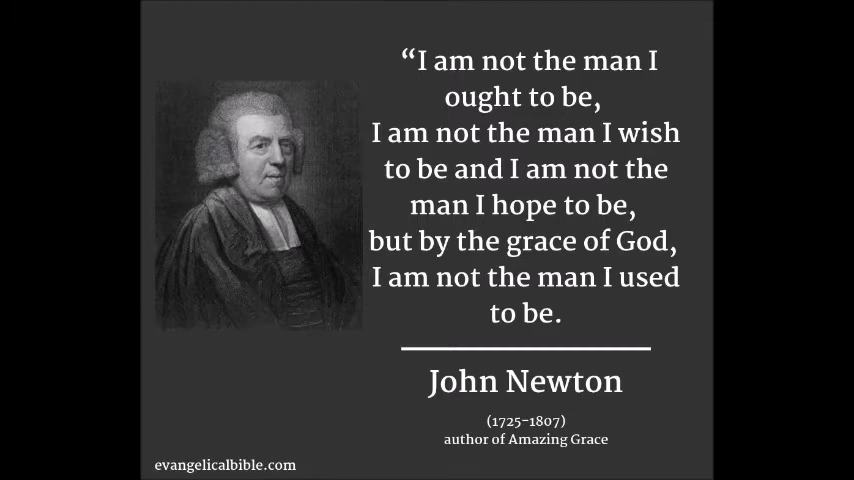 “I am not the man I
ought to be,
I am not the man I wish
to be and I am not the
man I hope to be,
but by the grace of God,
I am not the man I used
to be.
John Newton
(1725-1807)
author of Amazing Grace
evangelicalbible.com